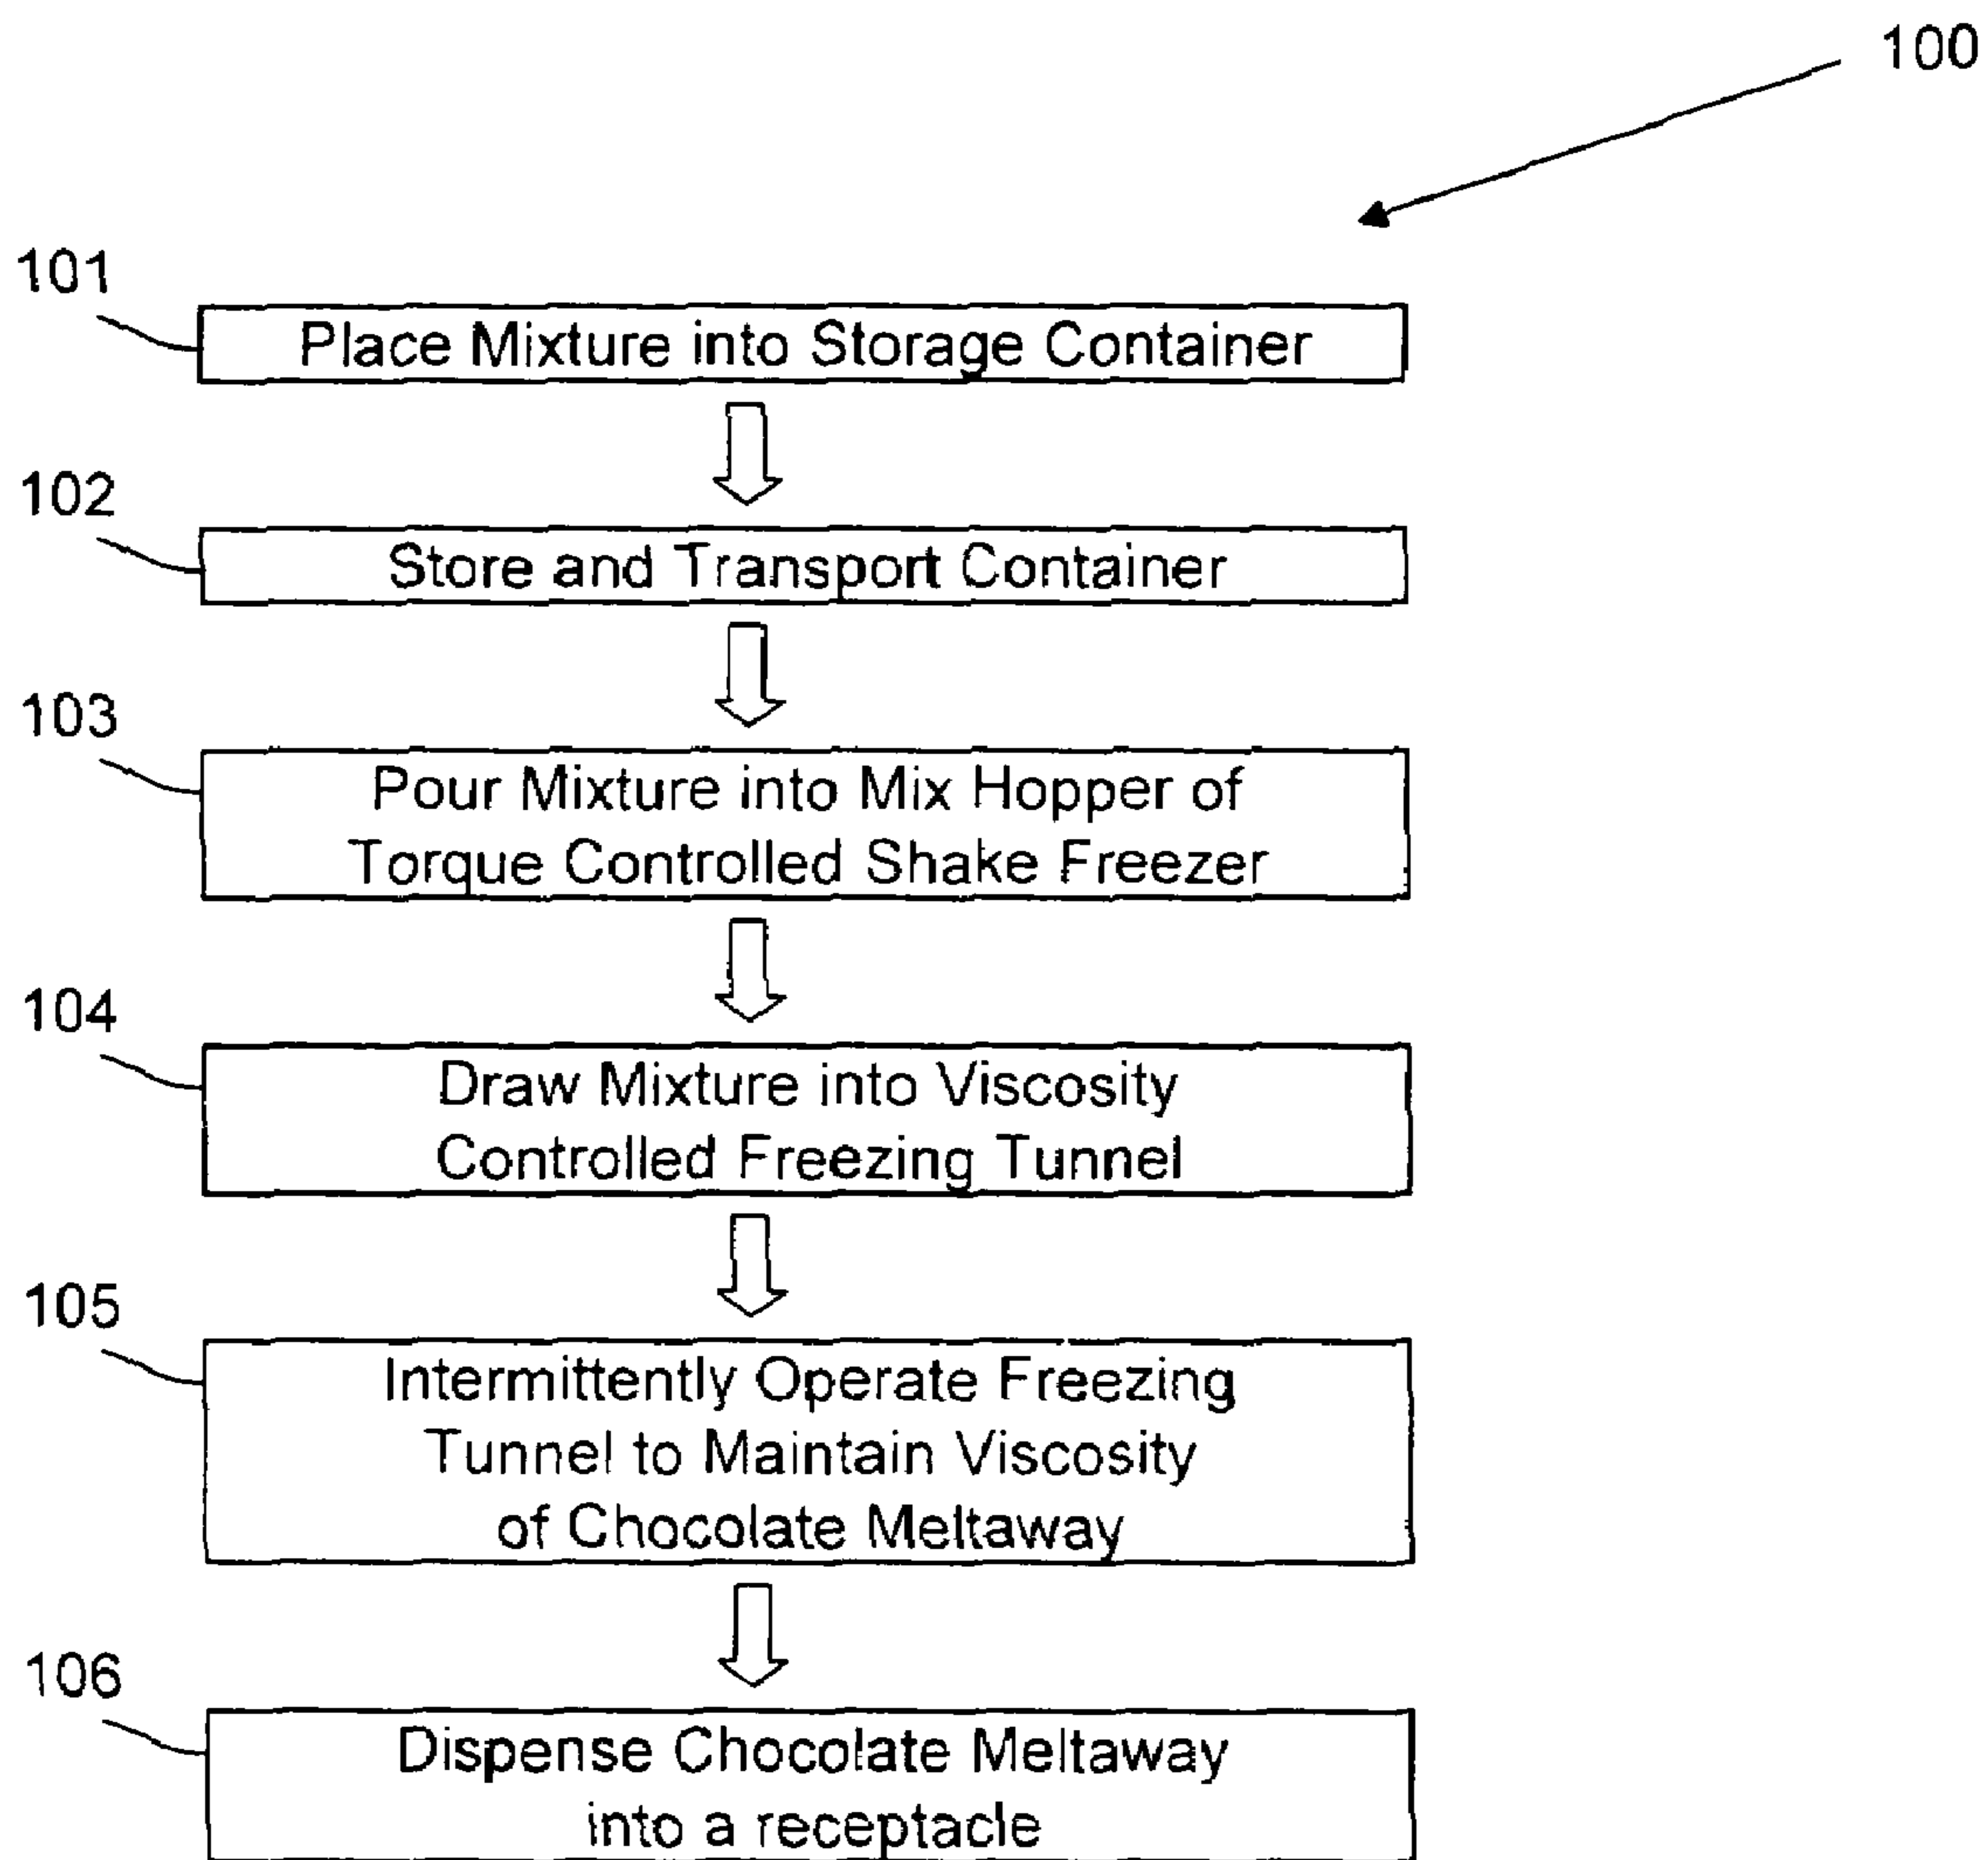 100
101
Place Mixture into Storage Container
102
Store and Transport Container
103
Pour Mixture into Mix Hopper of
Torque Controlled Shake Freezer
104
Draw Mixture into Viscosity
Controlled Freezing Tunnel
105
Intermittently Operate Freezing
Tunnel to Maintain Viscosity
of Chocolate Meltaway
106
Dispense Chocolate Meltaway
into a receptacle